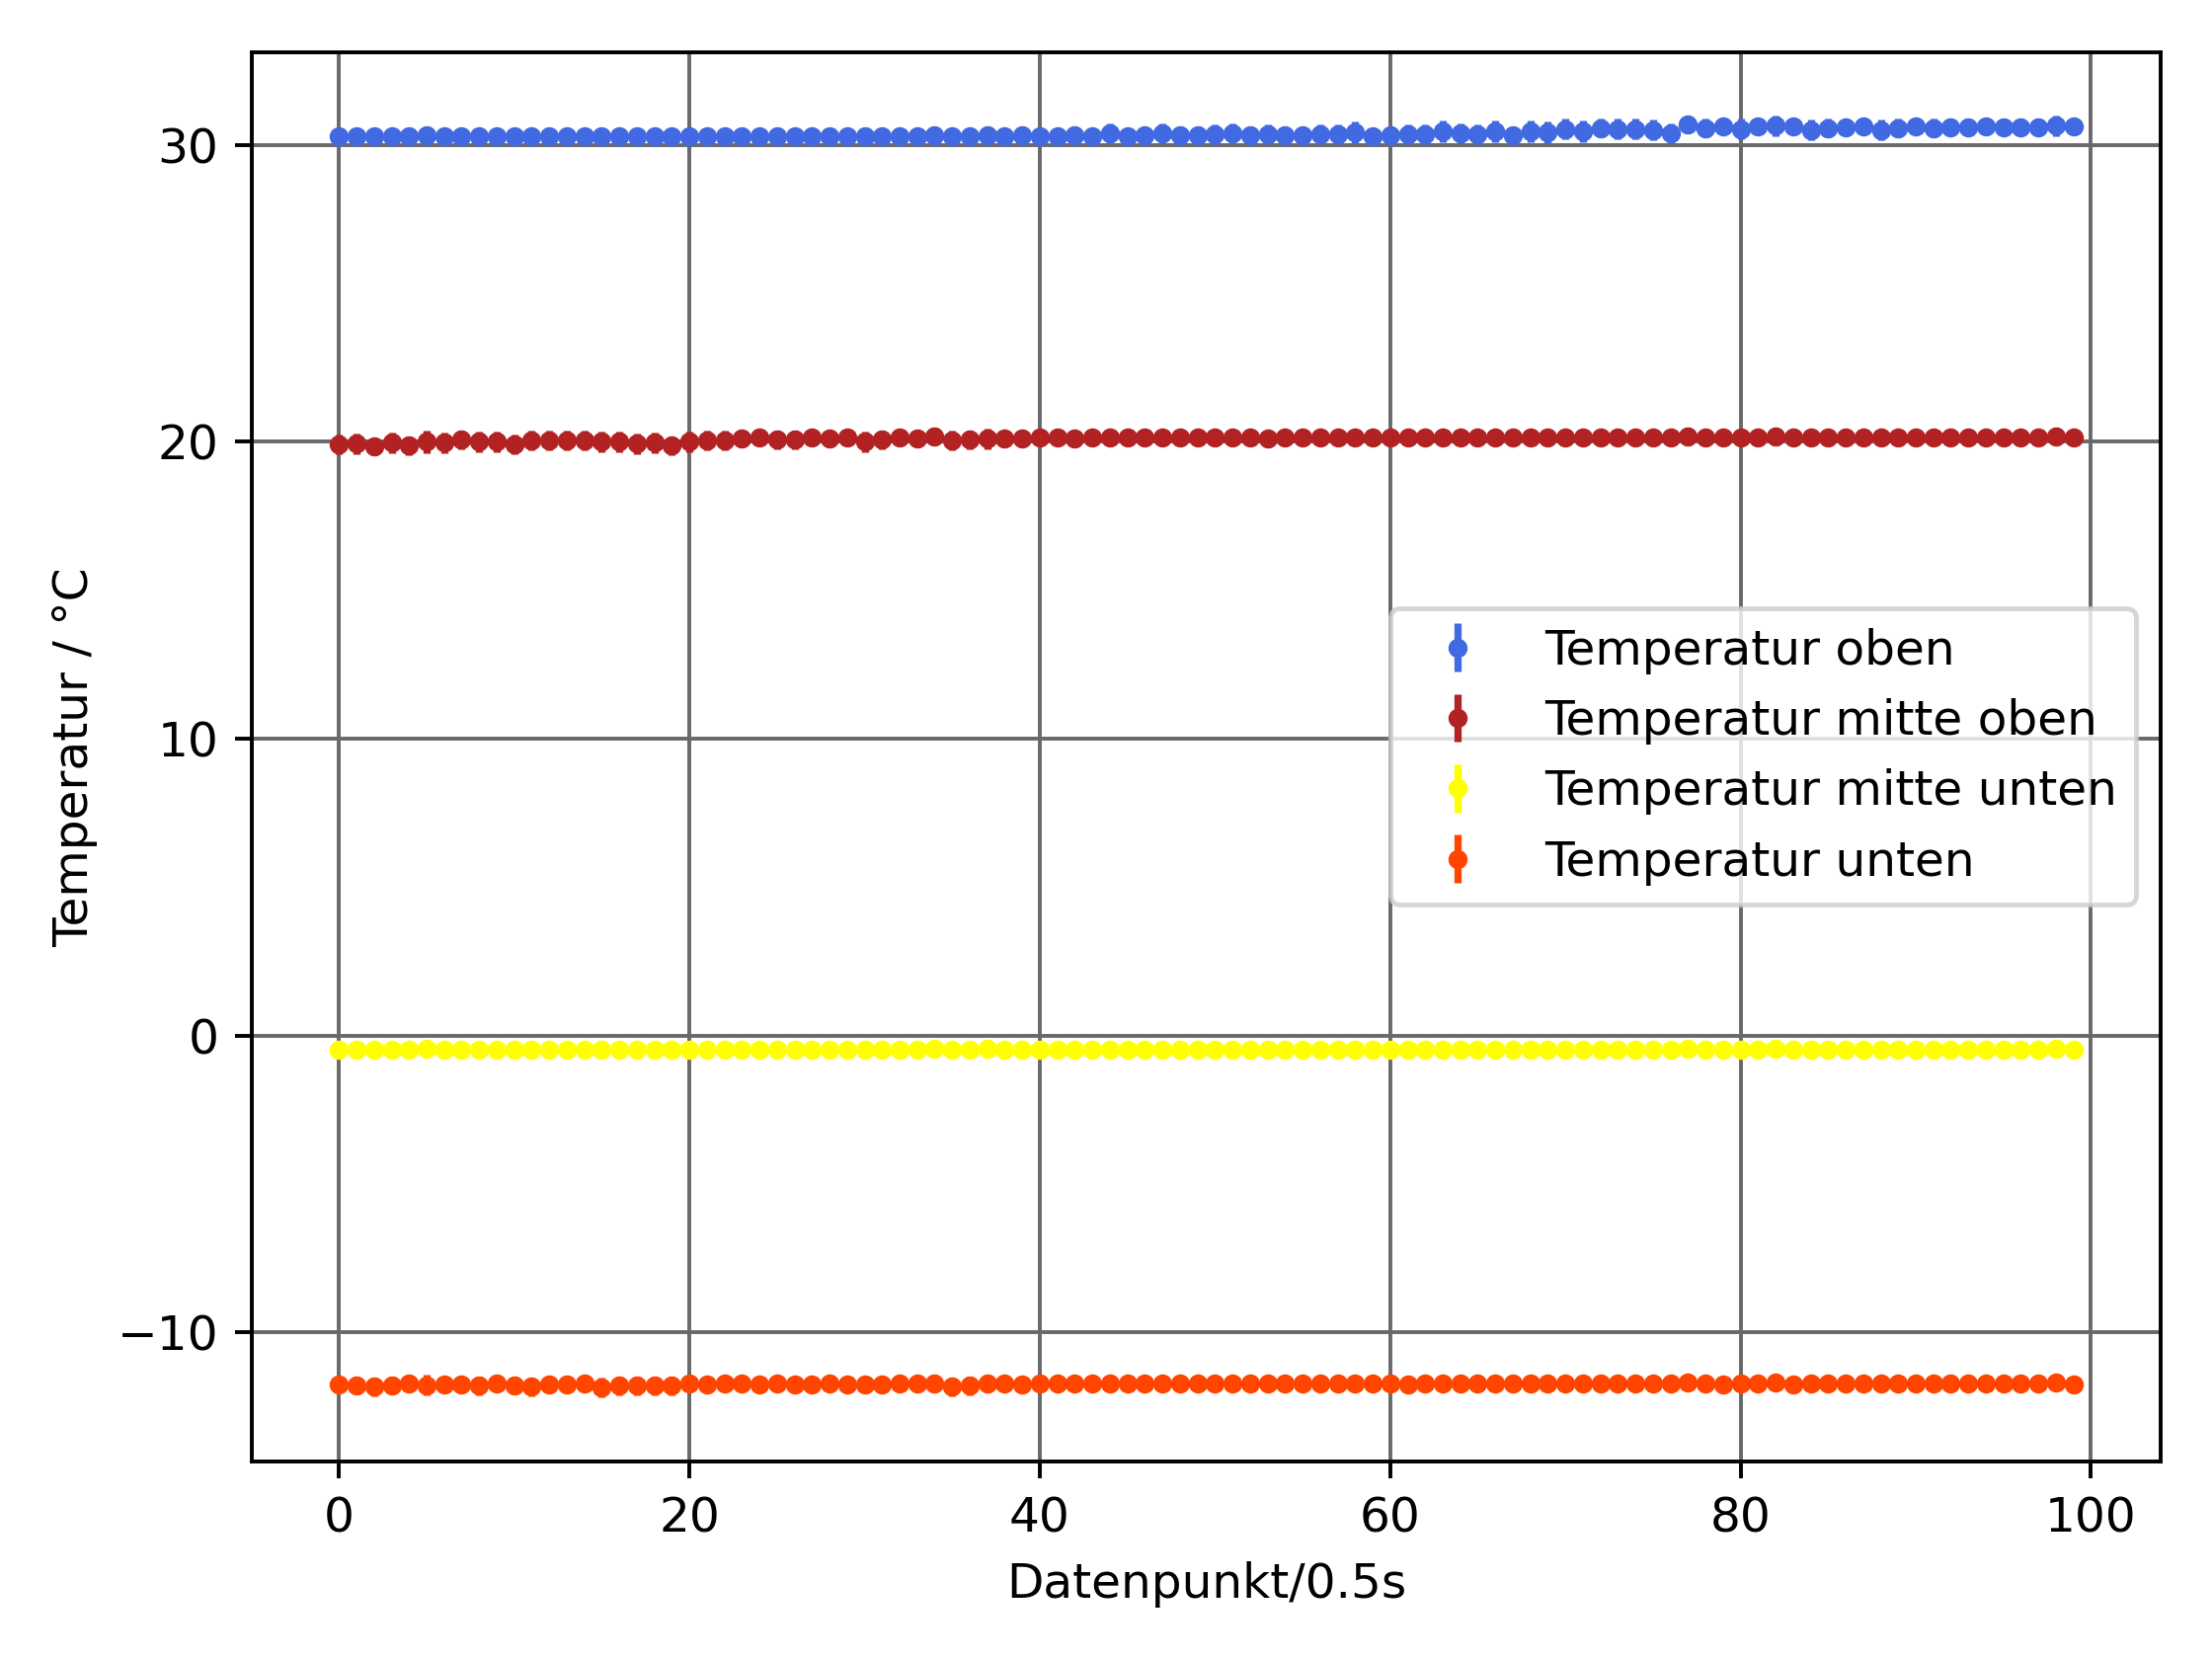 30
20
10
0
−10
Temperatur / °C
Temperatur oben
Temperatur mitte oben
Temperatur mitte unten
Temperatur unten
0 20 40 60 80 100
Datenpunkt/0.5s